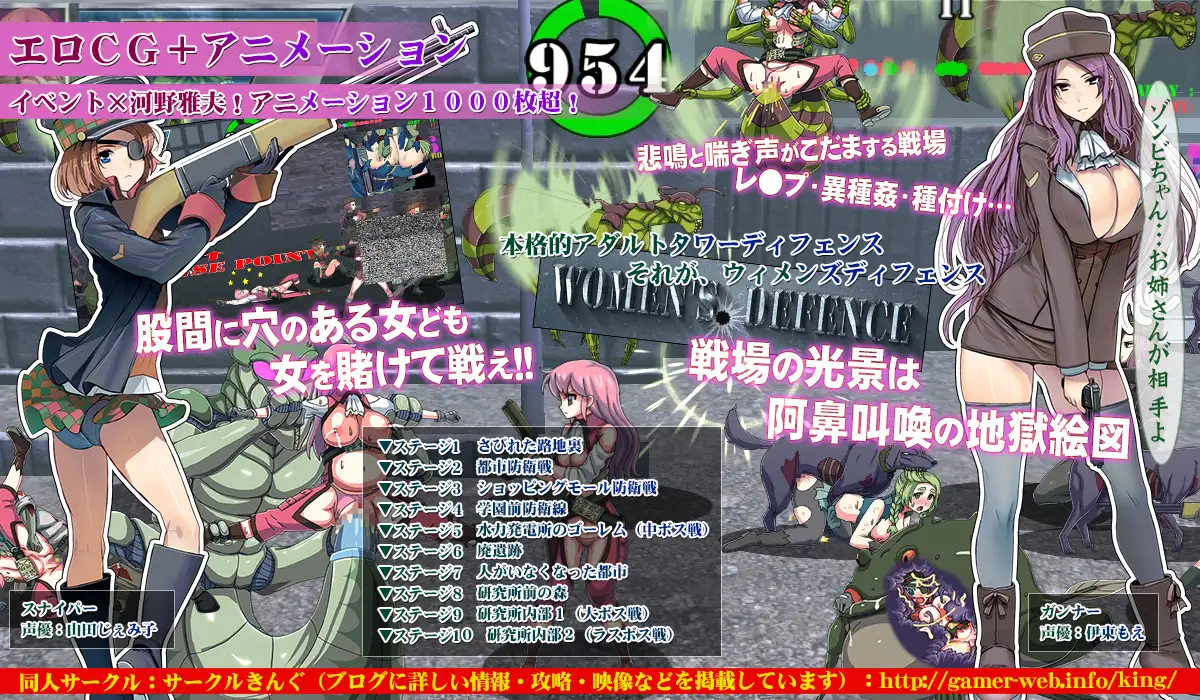 エロCG＋アニメーション
イベント×河野雅夫！アニメーション１０００枚超！
954
悲鳴と喘ぎ声がこだまする戦場
レ●プ・異種姦・種付け…
本格的アダルトタワーディフェンス
それが、ウィメンズディフェンス
WOMEN'S DEFENCE
ゾンビちゃん…お姉さんが相手よ
股間に穴のある女ども
女を賭けて戦え!!
戦場の光景は
阿鼻叫喚の地獄絵図
▼ステージ1　さびれた路地裏
▼ステージ2　都市防衛戦
▼ステージ3　ショッピングモール防衛戦
▼ステージ4　学園前防衛線
▼ステージ5　水力発電所のゴーレム（中ボス戦）
▼ステージ6　廃遺跡
▼ステージ7　人がいなくなった都市
▼ステージ8　研究所前の森
▼ステージ9　研究所内部１（大ボス戦）
▼ステージ10　研究所内部２（ラスボス戦）
スナイパー
声優：山田じぇみ子
ガンナー
声優：伊東もえ
同人サークル：サークルきんぐ（ブログに詳しい情報・攻略・映像などを掲載しています）：http://gamer-web.info/king/